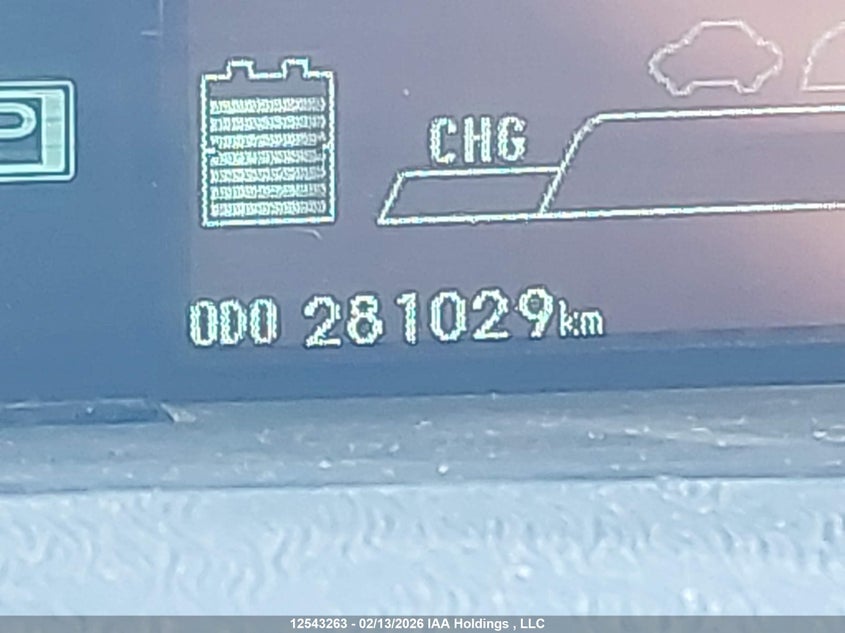 P
CHG
ODO 281029km
12543263 - 02/13/2026 IAA Holdings , LLC